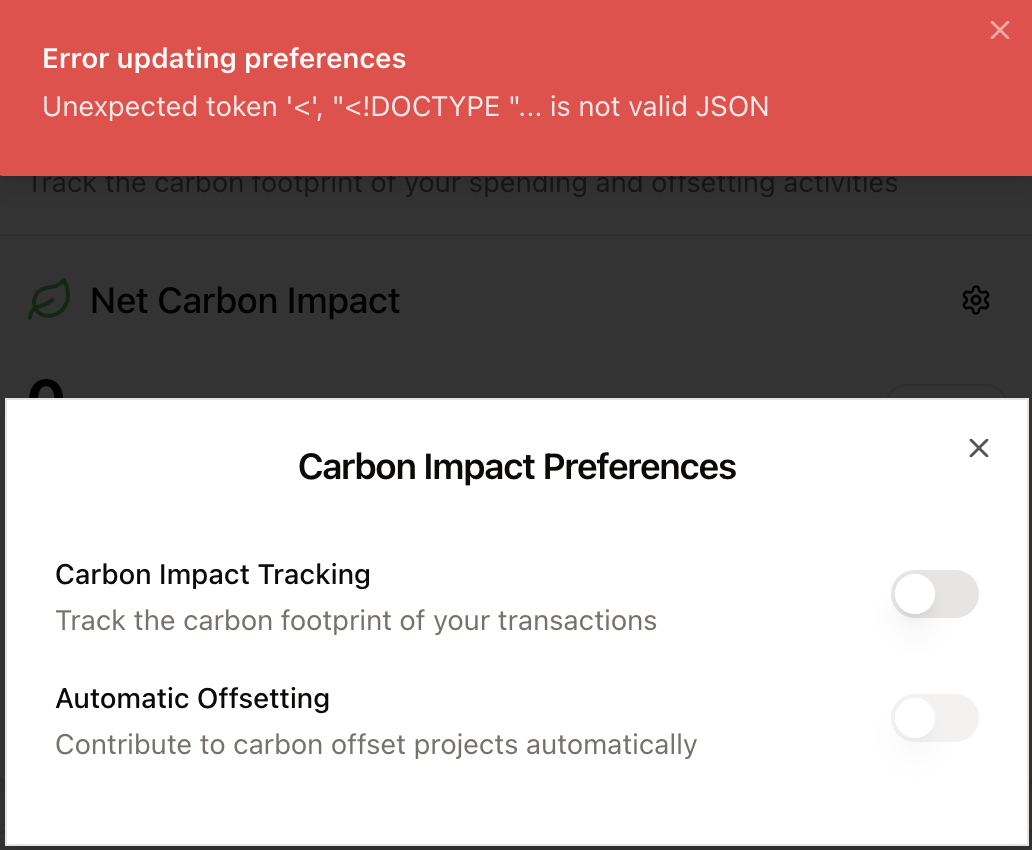 Error updating preferences
Unexpected token '<', "<!DOCTYPE "... is not valid JSON
Track the carbon footprint of your spending and offsetting activities
Net Carbon Impact
0
Carbon Impact Preferences
Carbon Impact Tracking
Track the carbon footprint of your transactions
Automatic Offsetting
Contribute to carbon offset projects automatically